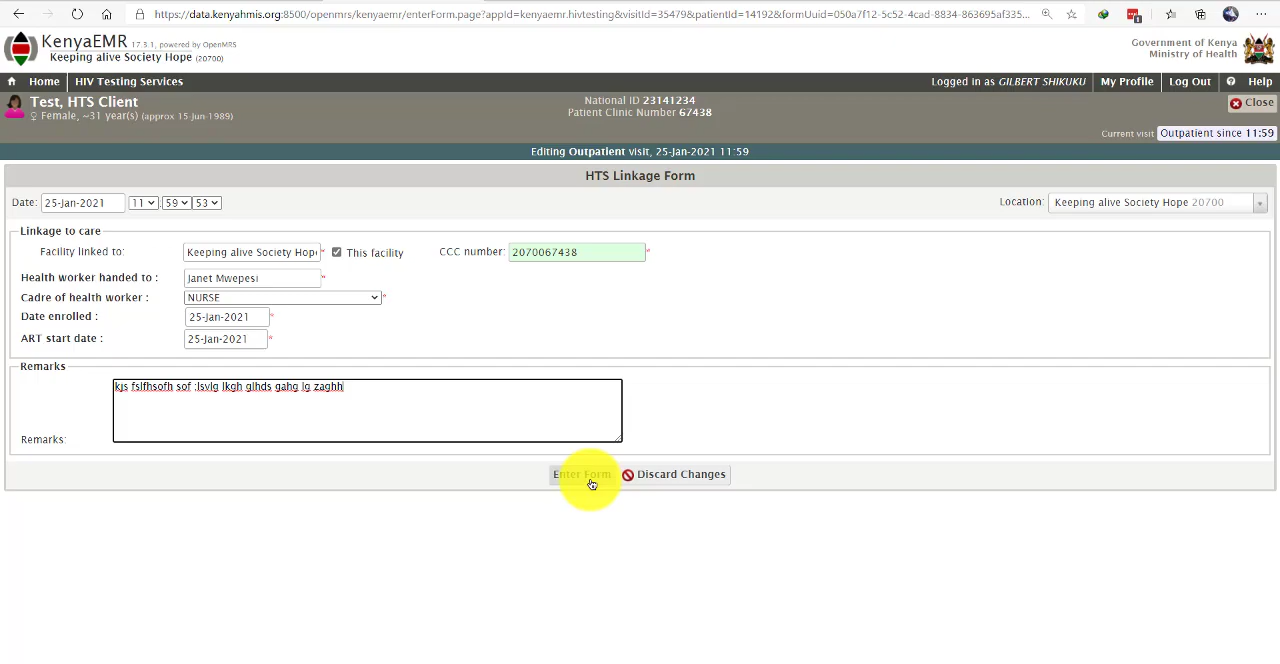 https://data.kenyahmis.org:8500/openmrs/kenyaemr/enterForm.page?appId=kenyaemr.hivtesting&visitId=35479&patientId=14192&formUuid=050a7f12-5c52-4cad-8834-863695af335...
KenyaEMR 17.3.1, powered by OpenMRS
Keeping alive Society Hope (20700)
Government of Kenya
Ministry of Health
Home HIV Testing Services Logged in as GILBERT SHIKUKU My Profile Log Out Help
Test, HTS Client
Female, ~31 year(s) (approx 15-Jun-1989)
National ID 23141234
Patient Clinic Number 67438
Close
Current visit Outpatient since 11:59
Editing Outpatient visit, 25-Jan-2021 11:59
HTS Linkage Form
Date: 25-Jan-2021 11 : 59 53 Location: Keeping alive Society Hope 20700
Linkage to care
Facility linked to: Keeping alive Society Hop * This facility CCC number: 2070067438 *
Health worker handed to : Janet Mwepesi *
Cadre of health worker : NURSE *
Date enrolled : 25-Jan-2021 *
ART start date : 25-Jan-2021 *
Remarks
kjs fslfhsofh sof ;lsvlg lkgh glhds gahg lg zaghh
Remarks:
Enter Form Discard Changes